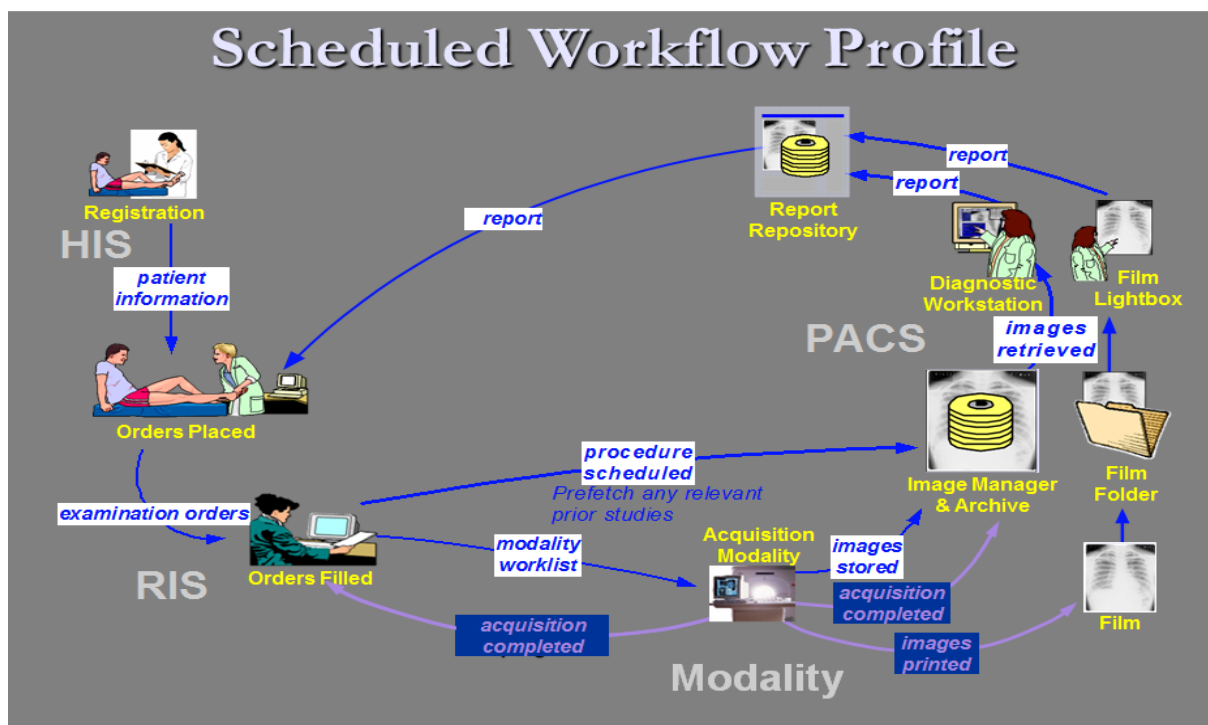 Scheduled Workflow Profile
Registration
HIS
patient
information
Orders Placed
examination orders
RIS
Orders Filled
report
Report
Repository
report
report
Diagnostic
Workstation
Film
Lightbox
PACS
images
retrieved
procedure
scheduled
Prefetch any relevant
prior studies
modality
worklist
Acquisition
Modality
images
stored
Image Manager
& Archive
Film
Folder
Film
acquisition
completed
acquisition
completed
images
printed
Modality